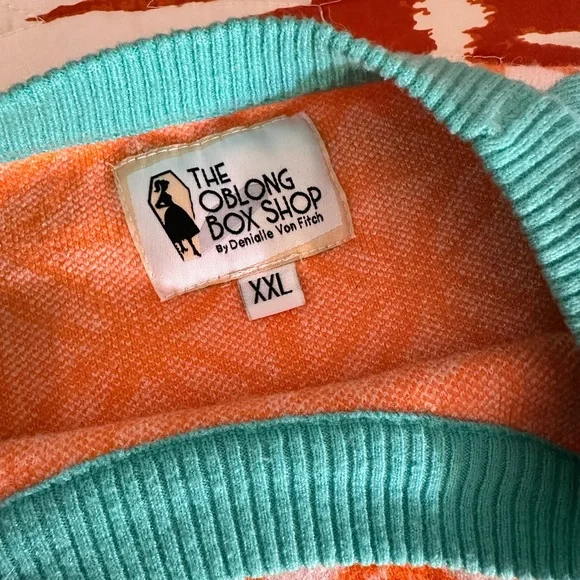 THE
OBLONG
BOX SHOP
By Denialle Von Fitch
XXL